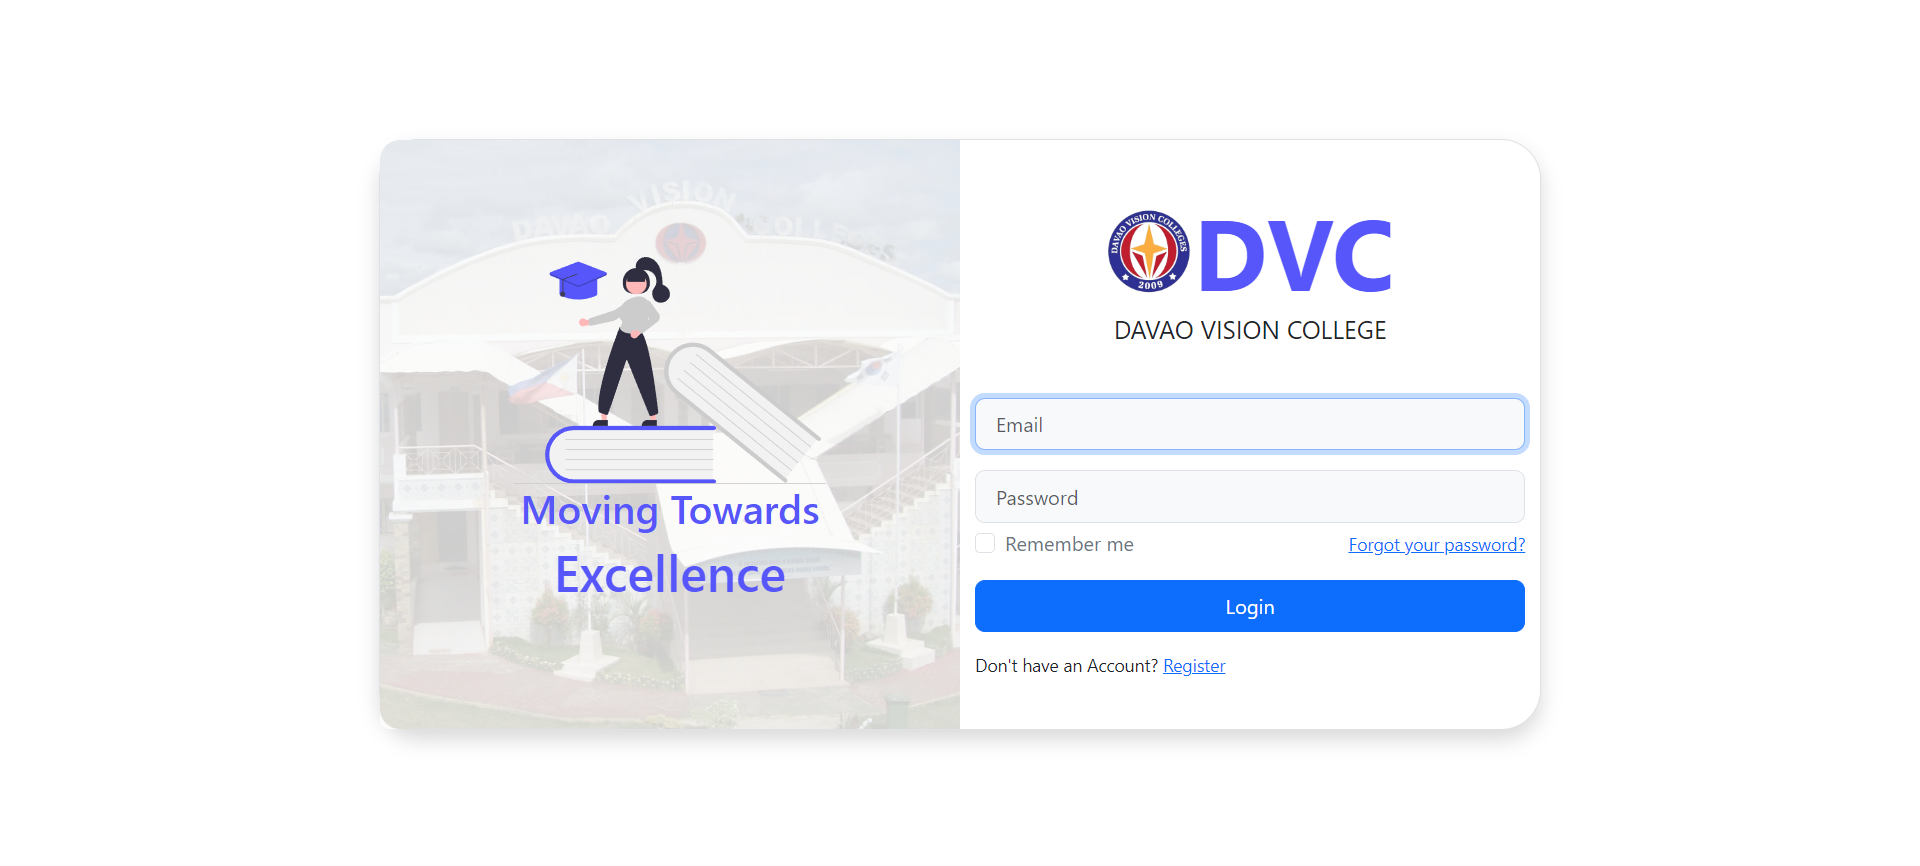 DAVAO VISION COLLEGES
Moving Towards
Excellence
DAVAO VISION COLLEGES
2009
DVC
DAVAO VISION COLLEGE
Email
Password
Remember me
Forgot your password?
Login
Don't have an Account? Register